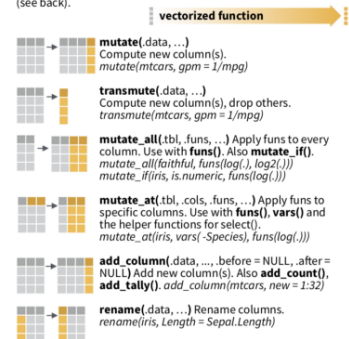 (see back).
vectorized function
mutate(.data, …)
Compute new column(s).
mutate(mtcars, gpm = 1/mpg)
transmute(.data, …)
Compute new column(s), drop others.
transmute(mtcars, gpm = 1/mpg)
mutate_all(.tbl, .funs, …) Apply funs to every
column. Use with funs(). Also mutate_if().
mutate_all(faithful, funs(log(.), log2(.)))
mutate_if(iris, is.numeric, funs(log(.)))
mutate_at(.tbl, .cols, .funs, …) Apply funs to
specific columns. Use with funs(), vars() and
the helper functions for select().
mutate_at(iris, vars( -Species), funs(log(.)))
add_column(.data, ..., .before = NULL, .after =
NULL) Add new column(s). Also add_count(),
add_tally(). add_column(mtcars, new = 1:32)
rename(.data, …) Rename columns.
rename(iris, Length = Sepal.Length)